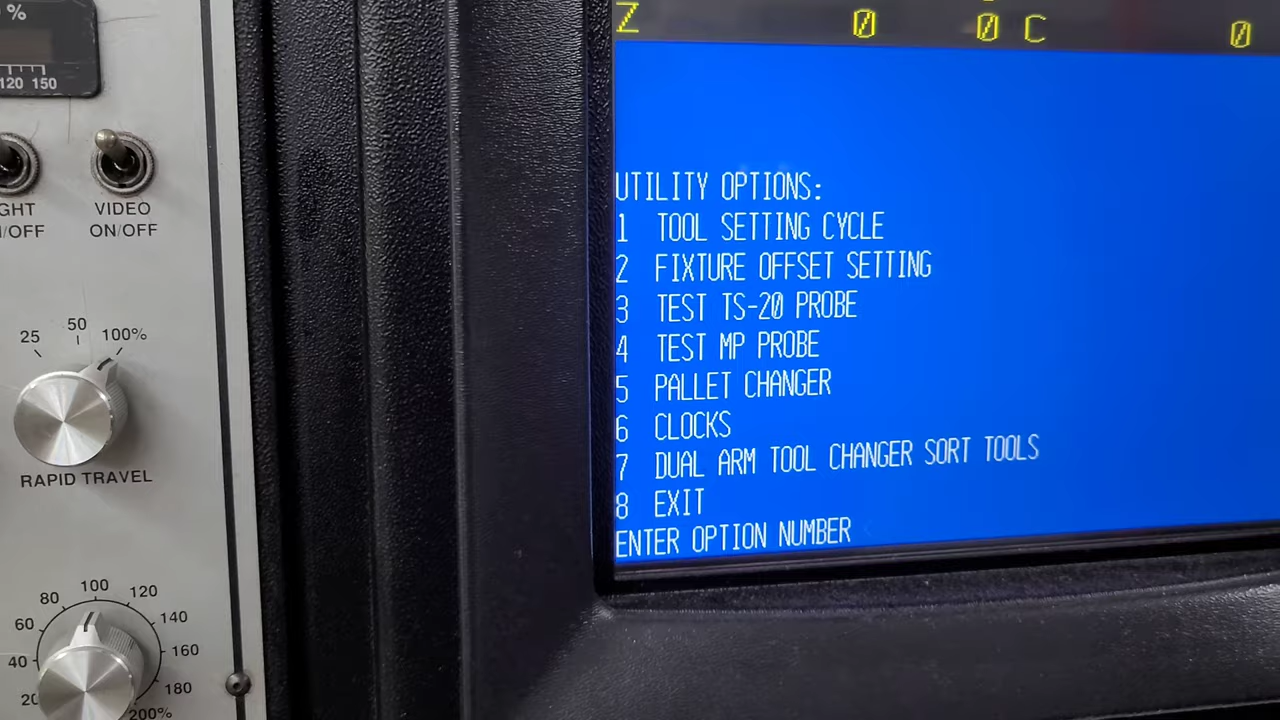 %
120 150
VIDEO
ON/OFF
25 50 100%
RAPID TRAVEL
20 40 60 80 100 120 140 160 180 200%
Z 0 0 C 0
UTILITY OPTIONS:
1 TOOL SETTING CYCLE
2 FIXTURE OFFSET SETTING
3 TEST TS-20 PROBE
4 TEST MP PROBE
5 PALLET CHANGER
6 CLOCKS
7 DUAL ARM TOOL CHANGER SORT TOOLS
8 EXIT
ENTER OPTION NUMBER